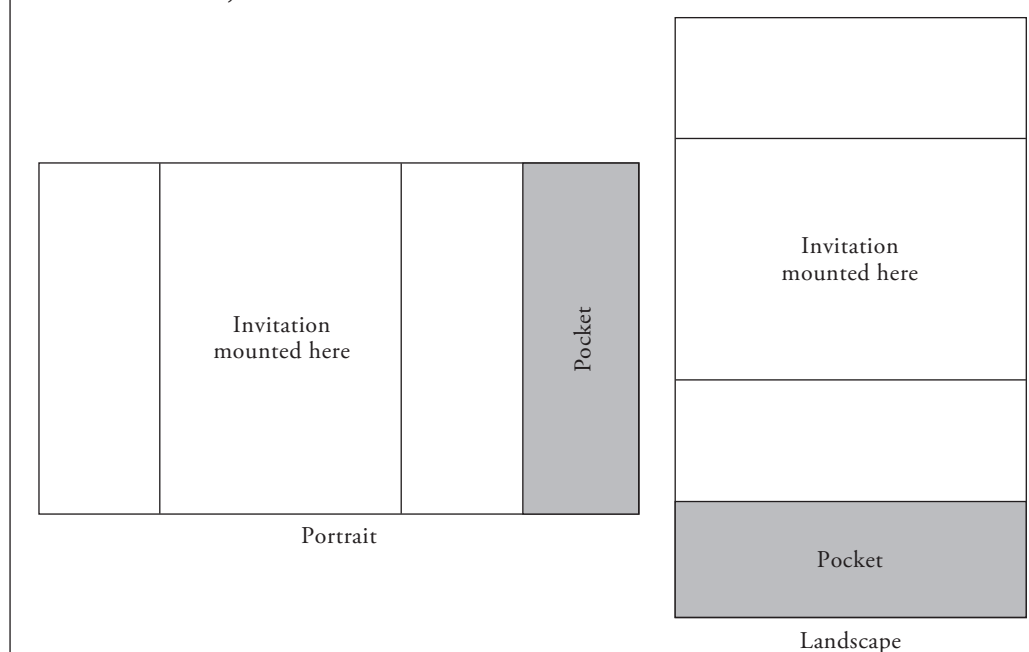 Invitation
mounted here
Pocket
Portrait
Invitation
mounted here
Pocket
Landscape